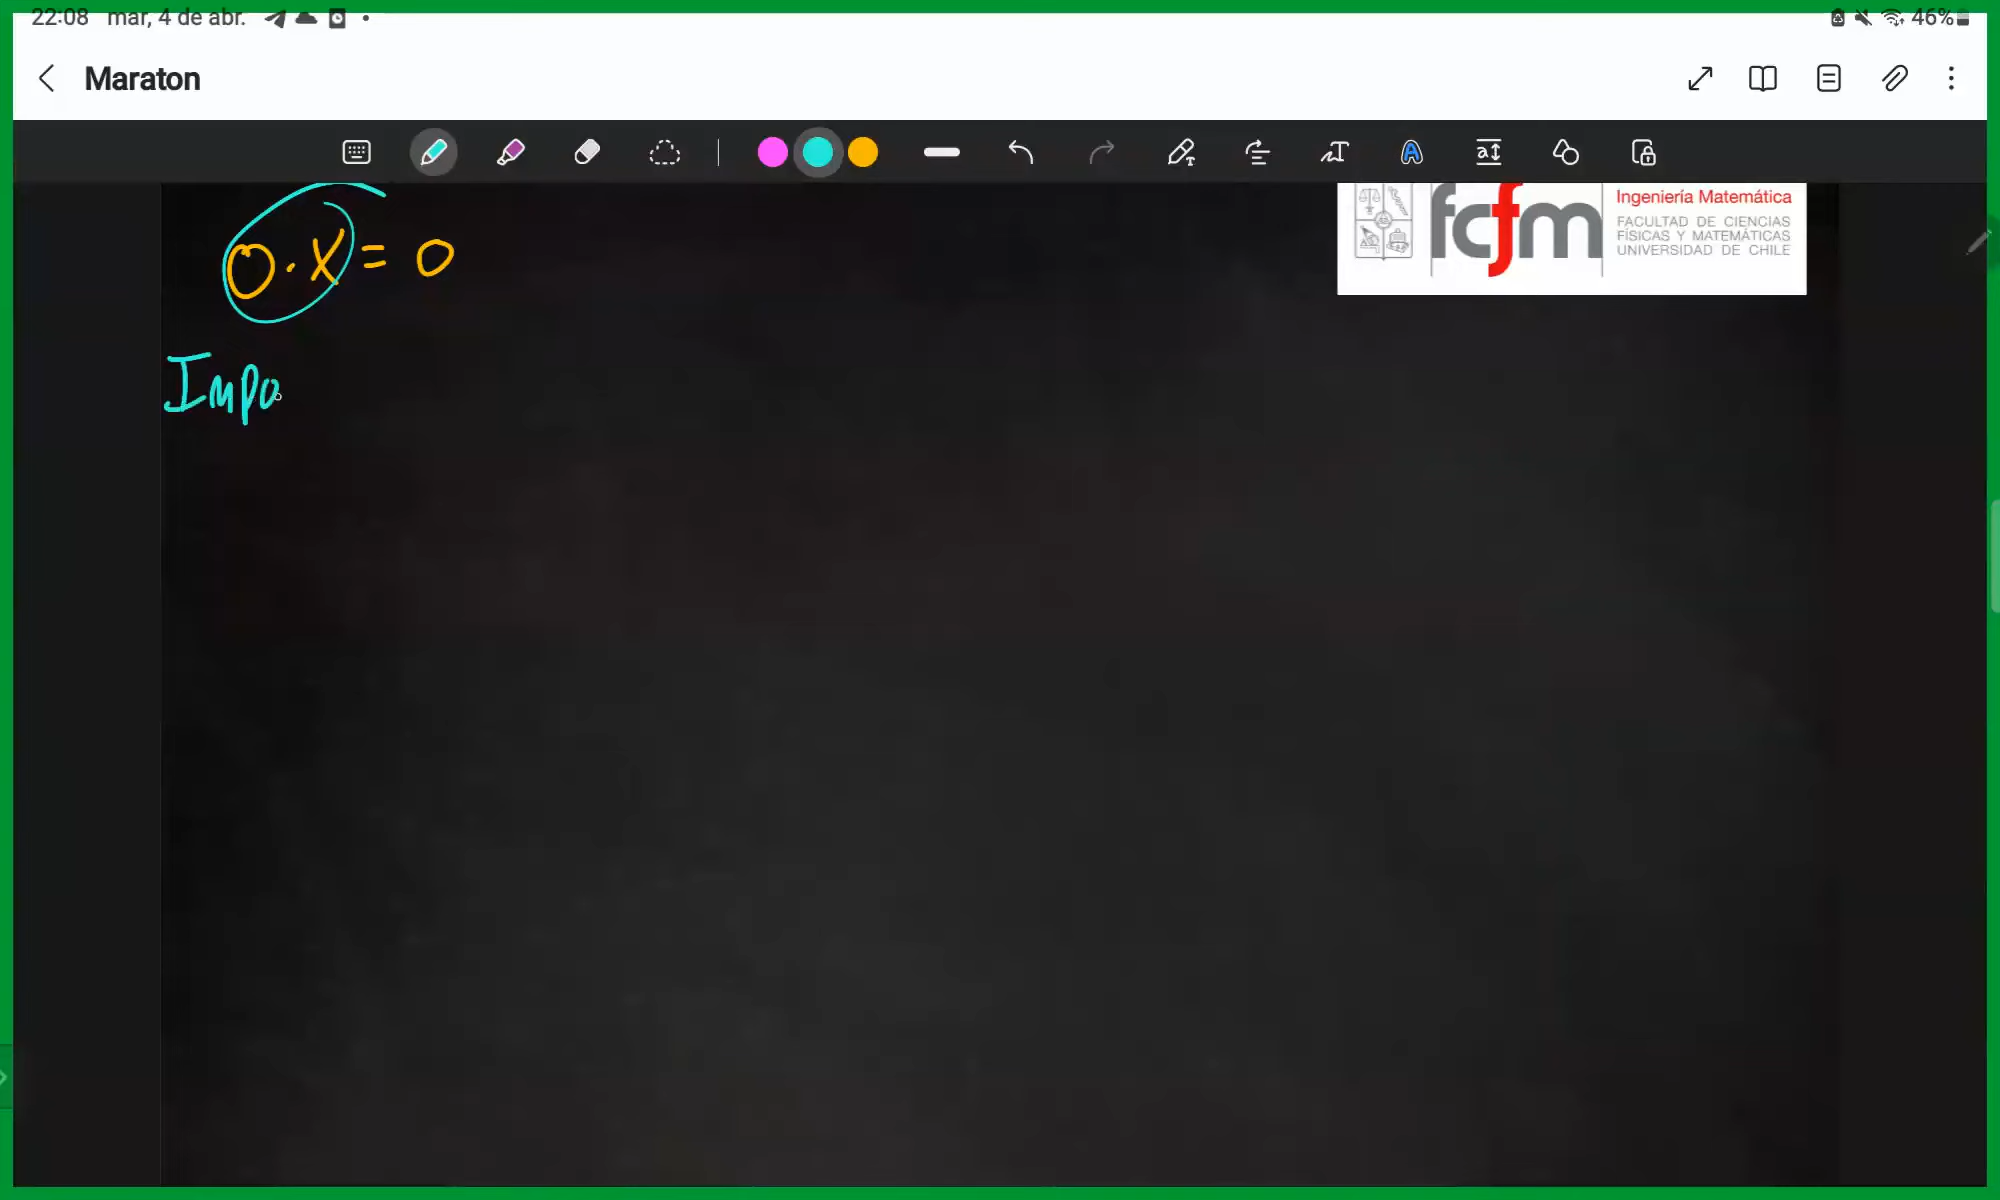 22:08 mar, 4 de abr. 46%
Maraton
fcfm
Ingeniería Matemática
FACULTAD DE CIENCIAS
FÍSICAS Y MATEMÁTICAS
UNIVERSIDAD DE CHILE
0 · X = 0
Impo